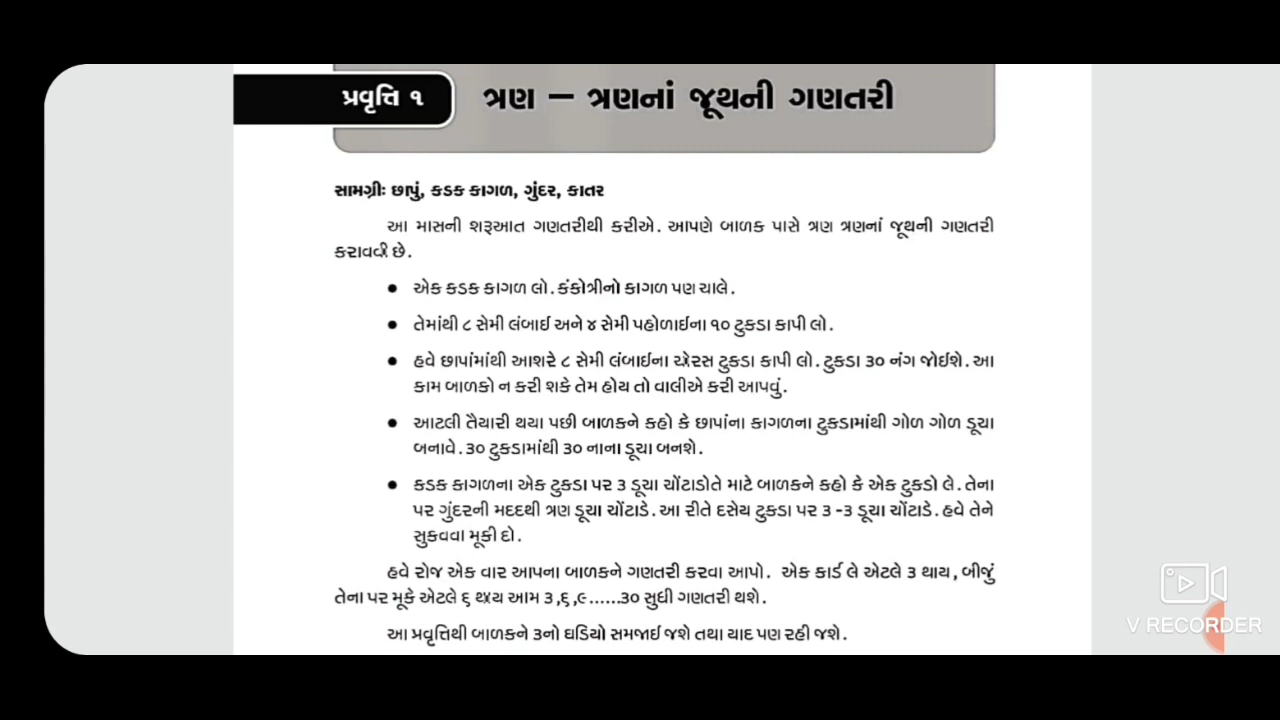 પ્રવૃત્તિ ૧
ત્રણ – ત્રણનાં જૂથની ગણતરી
સામગ્રી: છાપું, કડક કાગળ, ગુંદર, કાતર
આ માસની શરૂઆત ગણતરીથી કરીએ. આપણે બાળક પાસે ત્રણ ત્રણનાં જૂથની ગણતરી
કરાવવી છે.
● એક કડક કાગળ લો. કંકોત્રીનો કાગળ પણ ચાલે.
● તેમાંથી ૮ સેમી લંબાઈ અને ૪ સેમી પહોળાઈના ૧૦ ટુકડા કાપી લો.
● હવે છાપાંમાંથી આશરે ૮ સેમી લંબાઈના ચોરસ ટુકડા કાપી લો. ટુકડા ૩૦ નંગ જોઈશે. આ
કામ બાળકો ન કરી શકે તેમ હોય તો વાલીએ કરી આપવું.
● આટલી તૈયારી થયા પછી બાળકને કહો કે છાપાંના કાગળના ટુકડામાંથી ગોળ ગોળ ડૂચા
બનાવે. ૩૦ ટુકડામાંથી ૩૦ નાના ડૂચા બનશે.
● કડક કાગળના એક ટુકડા પર ૩ ડૂચા ચોંટાડોતે માટે બાળકને કહો કે એક ટુકડો લે. તેના
પર ગુંદરની મદદથી ત્રણ ડૂચા ચોંટાડે. આ રીતે દસેય ટુકડા પર ૩ -૩ ડૂચા ચોંટાડે. હવે તેને
સુકવવા મૂકી દો.
હવે રોજ એક વાર આપના બાળકને ગણતરી કરવા આપો. એક કાર્ડ લે એટલે ૩ થાય, બીજું
તેના પર મૂકે એટલે ૬ થાય આમ ૩,૬,૯......૩૦ સુધી ગણતરી થશે.
આ પ્રવૃત્તિથી બાળકને ૩નો ઘડિયો સમજાઈ જશે તથા યાદ પણ રહી જશે.
V RECORDER